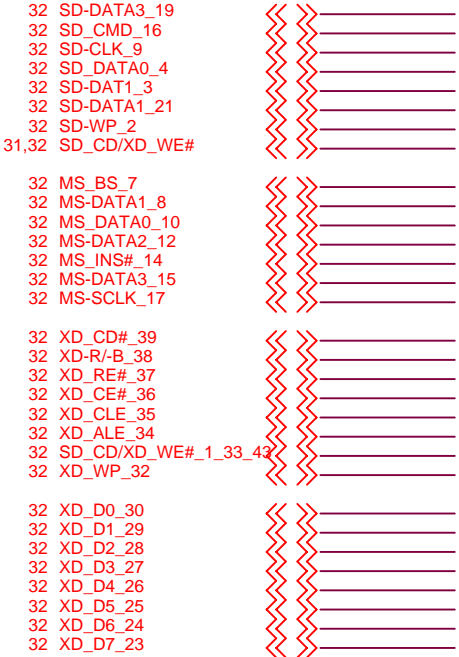 32 SD-DATA3_19
32 SD_CMD_16
32 SD-CLK_9
32 SD_DATA0_4
32 SD-DAT1_3
32 SD-DATA1_21
32 SD-WP_2
31,32 SD_CD/XD_WE#
32 MS_BS_7
32 MS-DATA1_8
32 MS_DATA0_10
32 MS-DATA2_12
32 MS_INS#_14
32 MS-DATA3_15
32 MS-SCLK_17
32 XD_CD#_39
32 XD-R/-B_38
32 XD_RE#_37
32 XD_CE#_36
32 XD_CLE_35
32 XD_ALE_34
32 SD_CD/XD_WE#_1_33_43
32 XD_WP_32
32 XD_D0_30
32 XD_D1_29
32 XD_D2_28
32 XD_D3_27
32 XD_D4_26
32 XD_D5_25
32 XD_D6_24
32 XD_D7_23